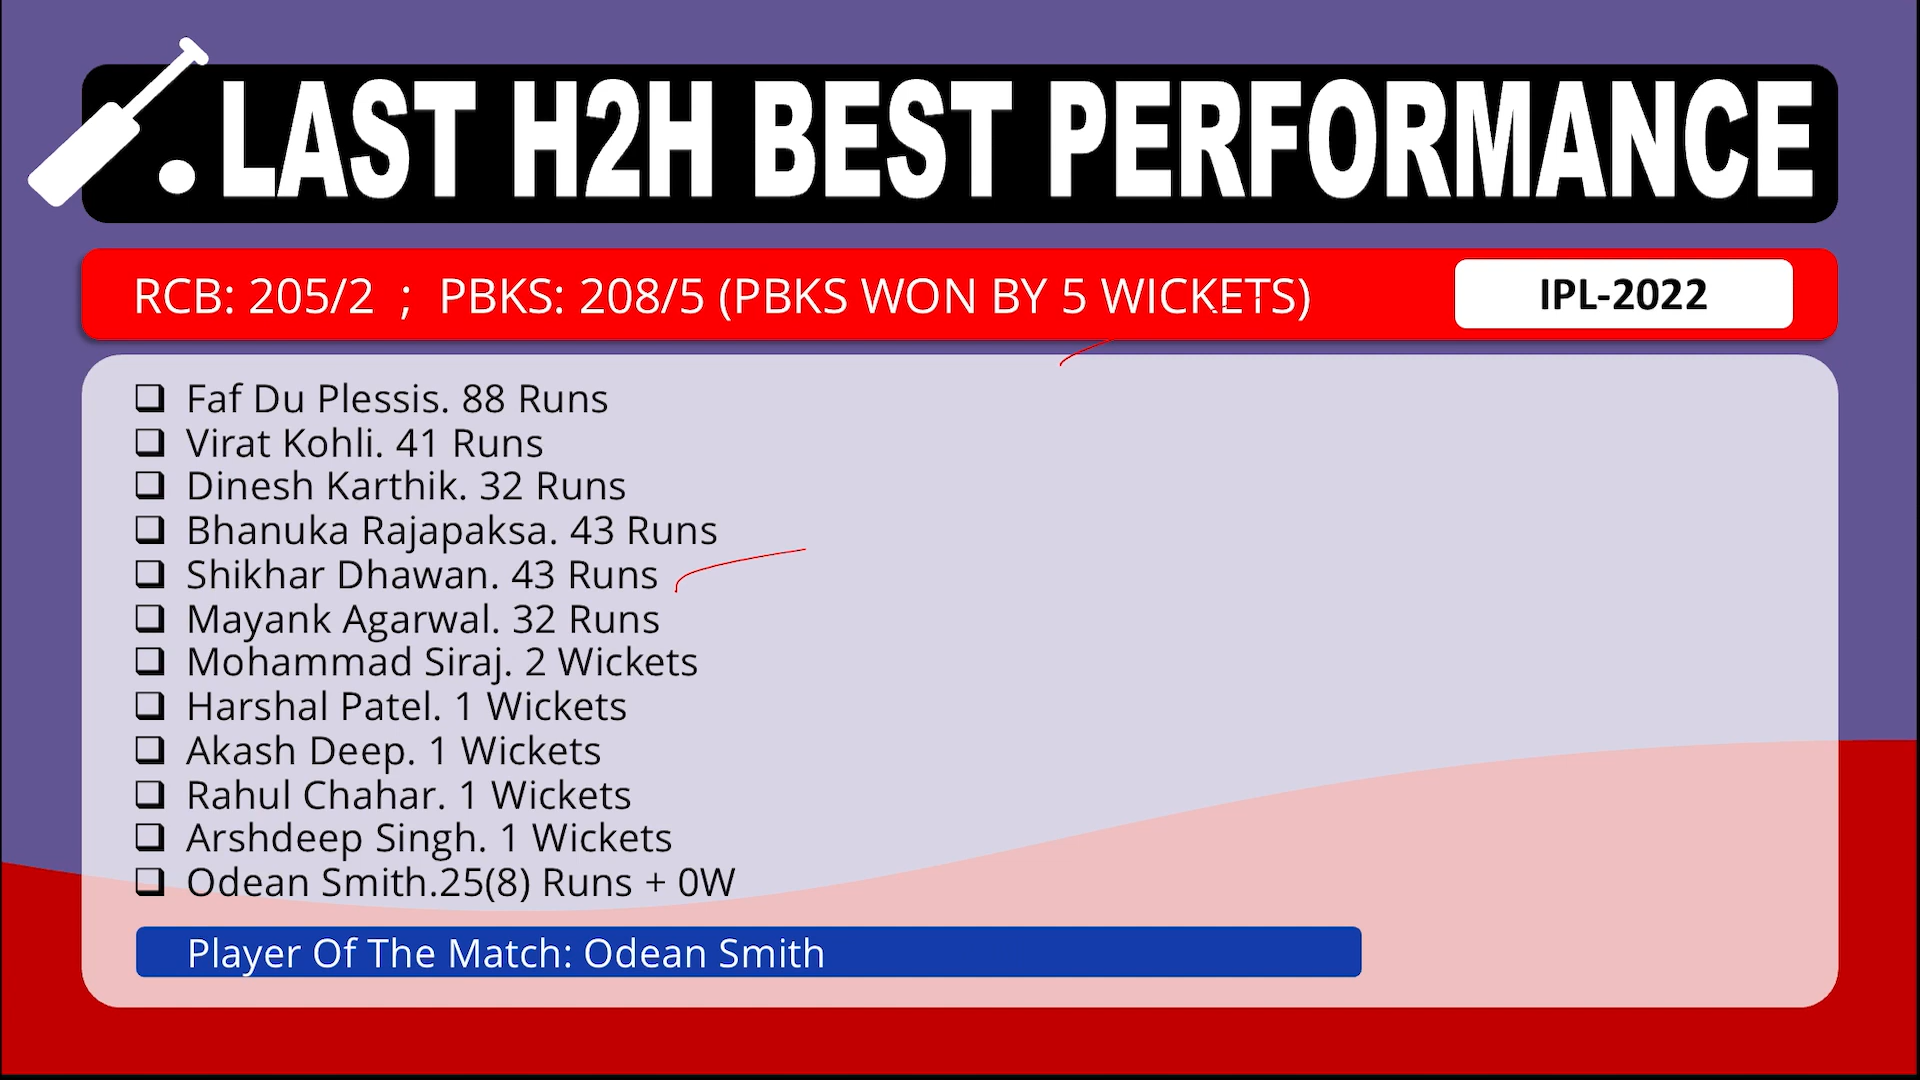 LAST H2H BEST PERFORMANCE
RCB: 205/2 ; PBKS: 208/5 (PBKS WON BY 5 WICKETS)
IPL-2022
Faf Du Plessis. 88 Runs
Virat Kohli. 41 Runs
Dinesh Karthik. 32 Runs
Bhanuka Rajapaksa. 43 Runs
Shikhar Dhawan. 43 Runs
Mayank Agarwal. 32 Runs
Mohammad Siraj. 2 Wickets
Harshal Patel. 1 Wickets
Akash Deep. 1 Wickets
Rahul Chahar. 1 Wickets
Arshdeep Singh. 1 Wickets
Odean Smith.25(8) Runs + 0W
Player Of The Match: Odean Smith